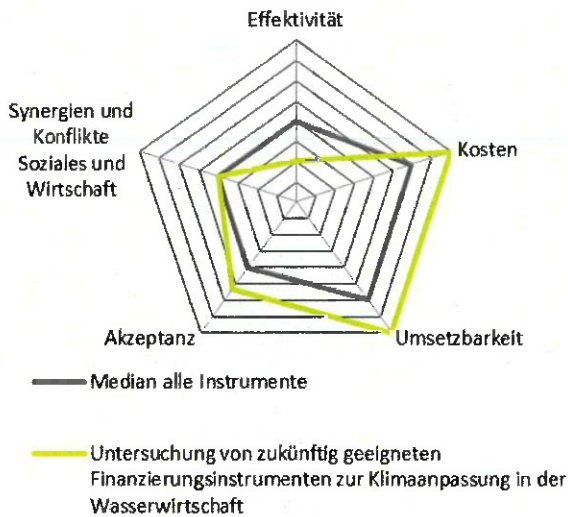 Effektivität
Synergien und
Konflikte
Soziales und
Wirtschaft
Kosten
Akzeptanz
Umsetzbarkeit
Median alle Instrumente
Untersuchung von zukünftig geeigneten
Finanzierungsinstrumenten zur Klimaanpassung in der
Wasserwirtschaft